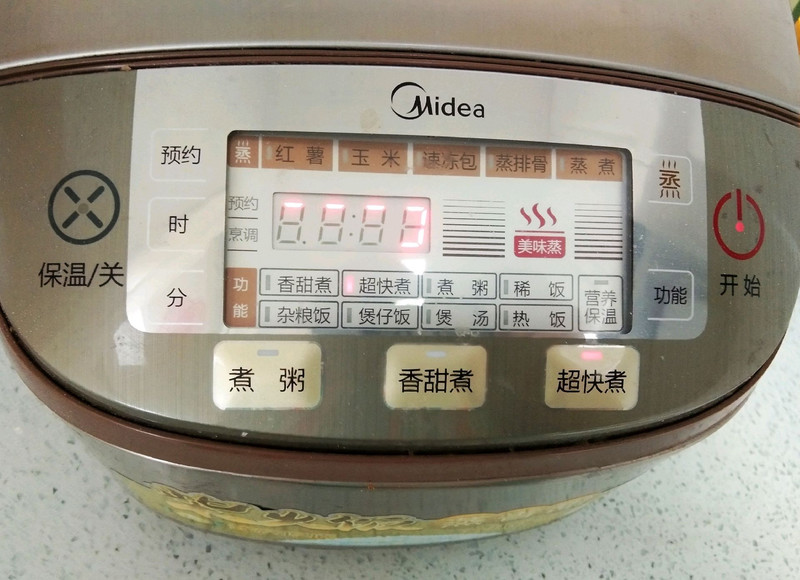 Midea
预约
蒸 红薯 玉米 速冻包 蒸排骨 蒸煮
蒸
预约
时
烹调
美味蒸
保温/关
开始
分
功能
香甜煮 超快煮 煮粥 稀饭
杂粮饭 煲仔饭 煲汤 热饭
营养保温
功能
煮粥 香甜煮 超快煮